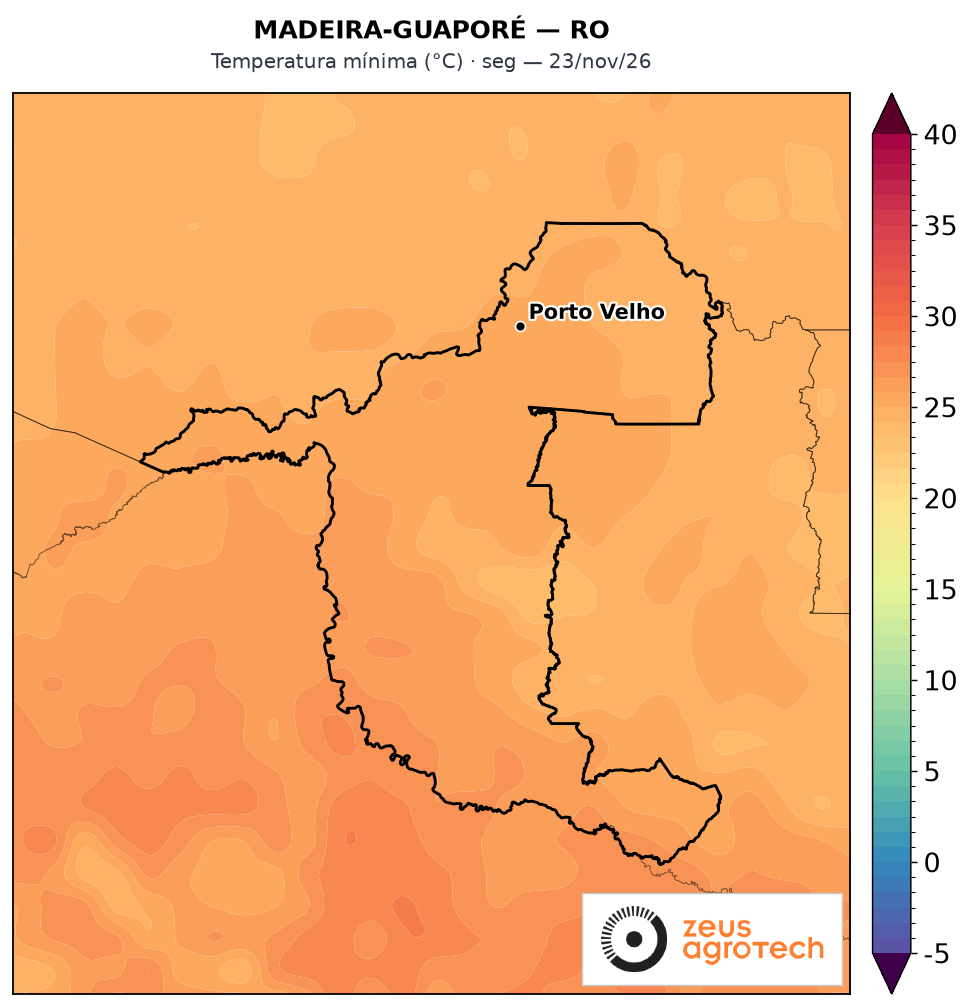 MADEIRA-GUAPORÉ — RO
Temperatura mínima (°C) · seg — 23/nov/26
Porto Velho
40
35
30
25
20
15
10
5
0
-5
zeus
agrotech